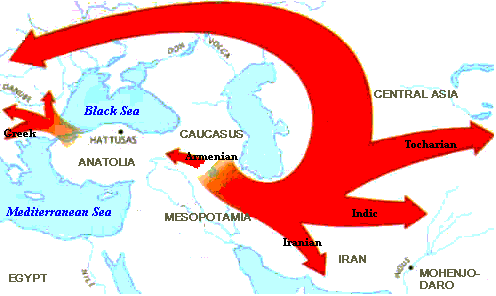 DON
VOLGA
DANUBE
CENTRAL ASIA
Black Sea
Greek
HATTUSAS
CAUCASUS
Tocharian
ANATOLIA
Armenian
Mediterranean Sea
MESOPOTAMIA
Indic
Iranian
IRAN
EGYPT
NILE
INDUS
MOHENJO-
DARO